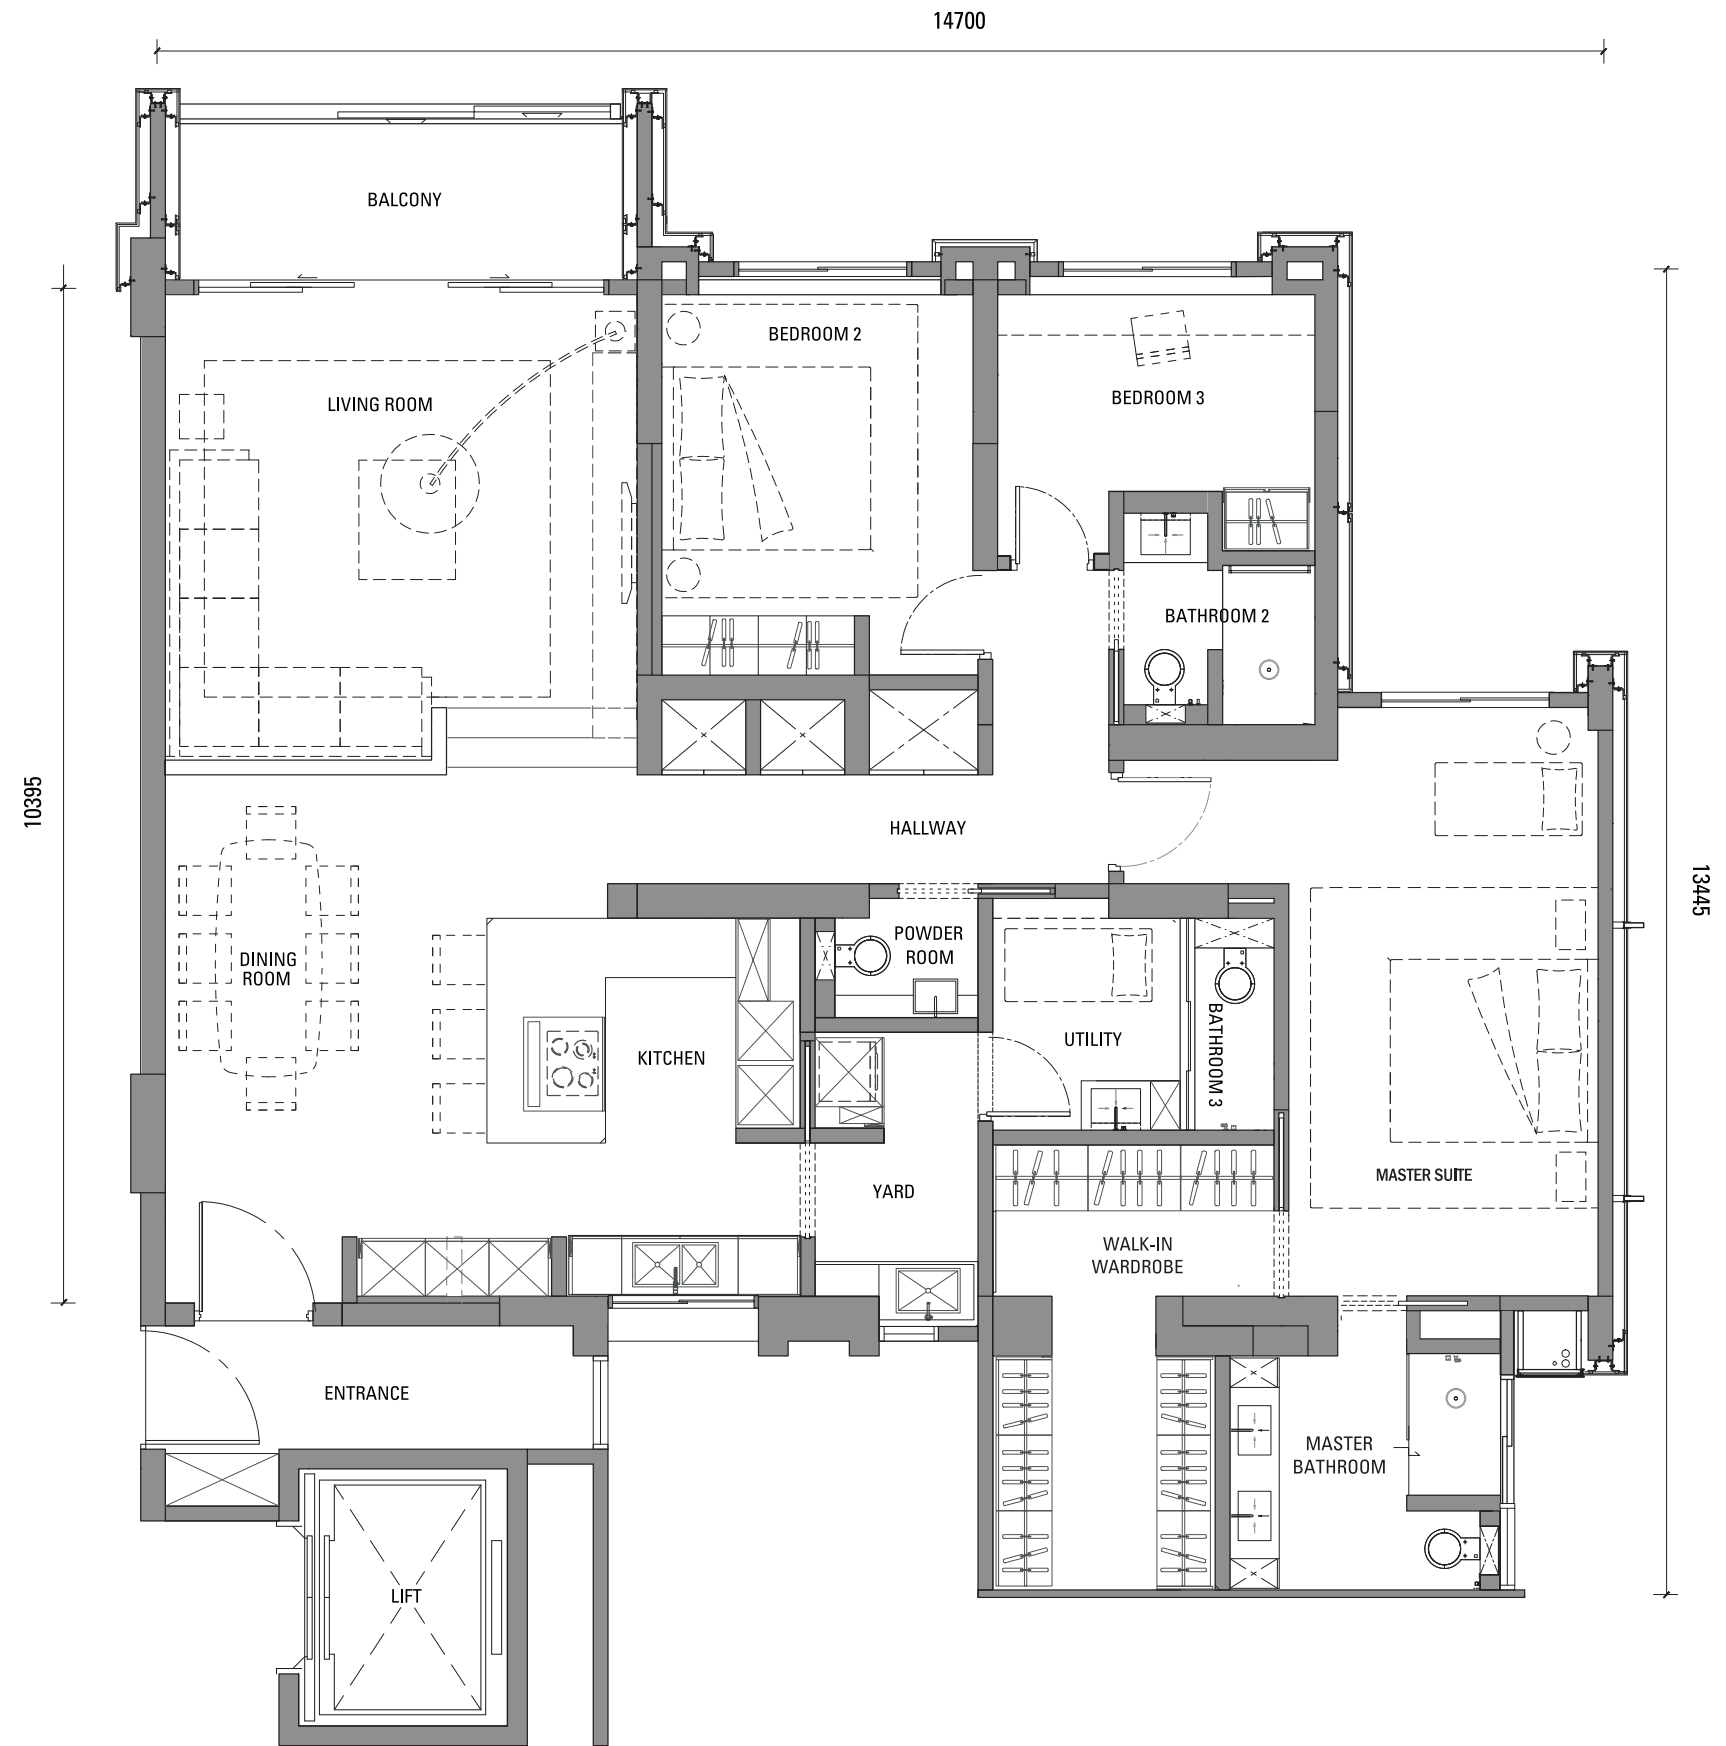 14700
BALCONY
BEDROOM 2
BEDROOM 3
LIVING ROOM
BATHROOM 2
10395
HALLWAY
13445
DINING
ROOM
POWDER
ROOM
KITCHEN
UTILITY
BATHROOM 3
YARD
MASTER SUITE
WALK-IN
WARDROBE
ENTRANCE
MASTER
BATHROOM
LIFT